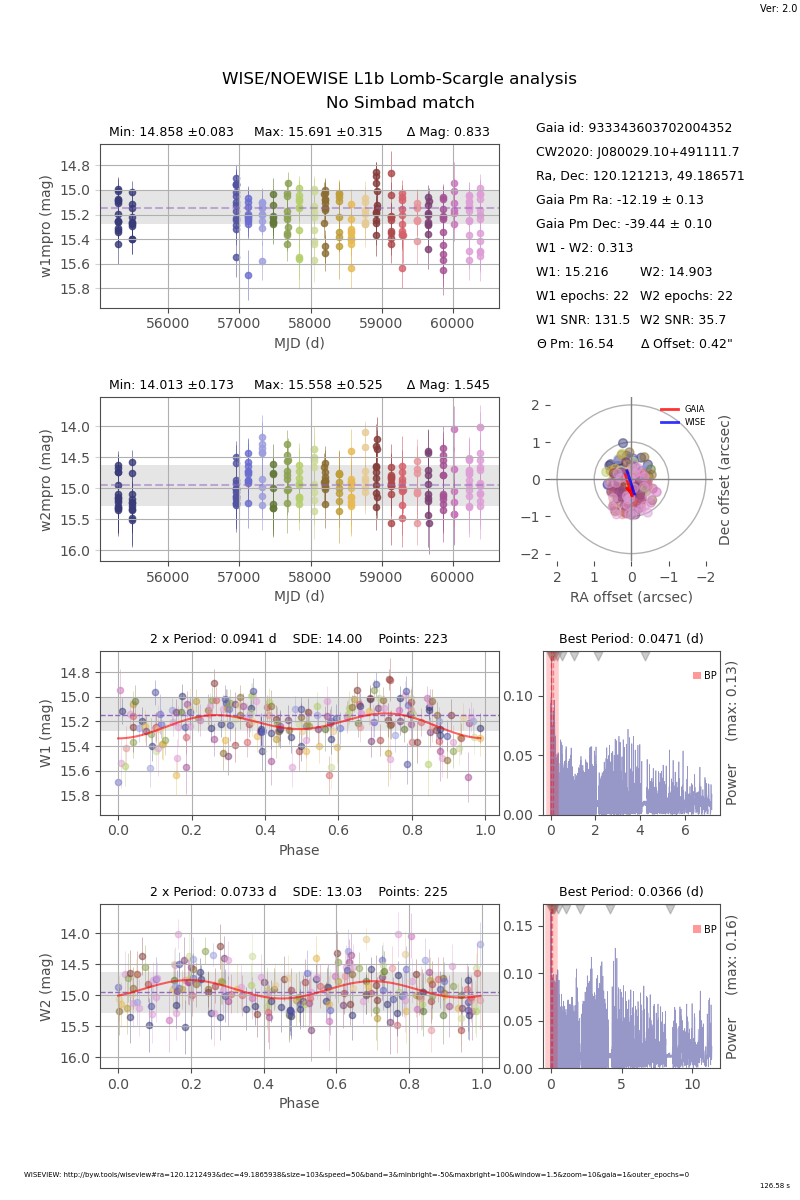 Ver: 2.0
WISE/NOEWISE L1b Lomb-Scargle analysis
No Simbad match
Min: 14.858 ±0.083 Max: 15.691 ±0.315 Δ Mag: 0.833
14.8
15.0
15.2
15.4
15.6
15.8
w1mpro (mag)
56000 57000 58000 59000 60000
MJD (d)
Gaia id: 933343603702004352
CW2020: J080029.10+491111.7
Ra, Dec: 120.121213, 49.186571
Gaia Pm Ra: -12.19 ± 0.13
Gaia Pm Dec: -39.44 ± 0.10
W1 - W2: 0.313
W1: 15.216 W2: 14.903
W1 epochs: 22 W2 epochs: 22
W1 SNR: 131.5 W2 SNR: 35.7
Θ Pm: 16.54 Δ Offset: 0.42"
Min: 14.013 ±0.173 Max: 15.558 ±0.525 Δ Mag: 1.545
14.0
14.5
15.0
15.5
16.0
w2mpro (mag)
56000 57000 58000 59000 60000
MJD (d)
GAIA
WISE
2
1
0
−1
−2
2 1 0 −1 −2
RA offset (arcsec)
Dec offset (arcsec)
2 x Period: 0.0941 d SDE: 14.00 Points: 223
14.8
15.0
15.2
15.4
15.6
15.8
W1 (mag)
0.0 0.2 0.4 0.6 0.8 1.0
Phase
Best Period: 0.0471 (d)
BP
0.10
0.05
0.00
0 2 4 6
Power (max: 0.13)
2 x Period: 0.0733 d SDE: 13.03 Points: 225
14.0
14.5
15.0
15.5
16.0
W2 (mag)
0.0 0.2 0.4 0.6 0.8 1.0
Phase
Best Period: 0.0366 (d)
BP
0.15
0.10
0.05
0.00
0 5 10
Power (max: 0.16)
WISEVIEW: http://byw.tools/wiseview#ra=120.1212493&dec=49.1865938&size=103&speed=50&band=3&minbright=-50&maxbright=100&window=1.5&zoom=10&gaia=1&outer_epochs=0
126.58 s